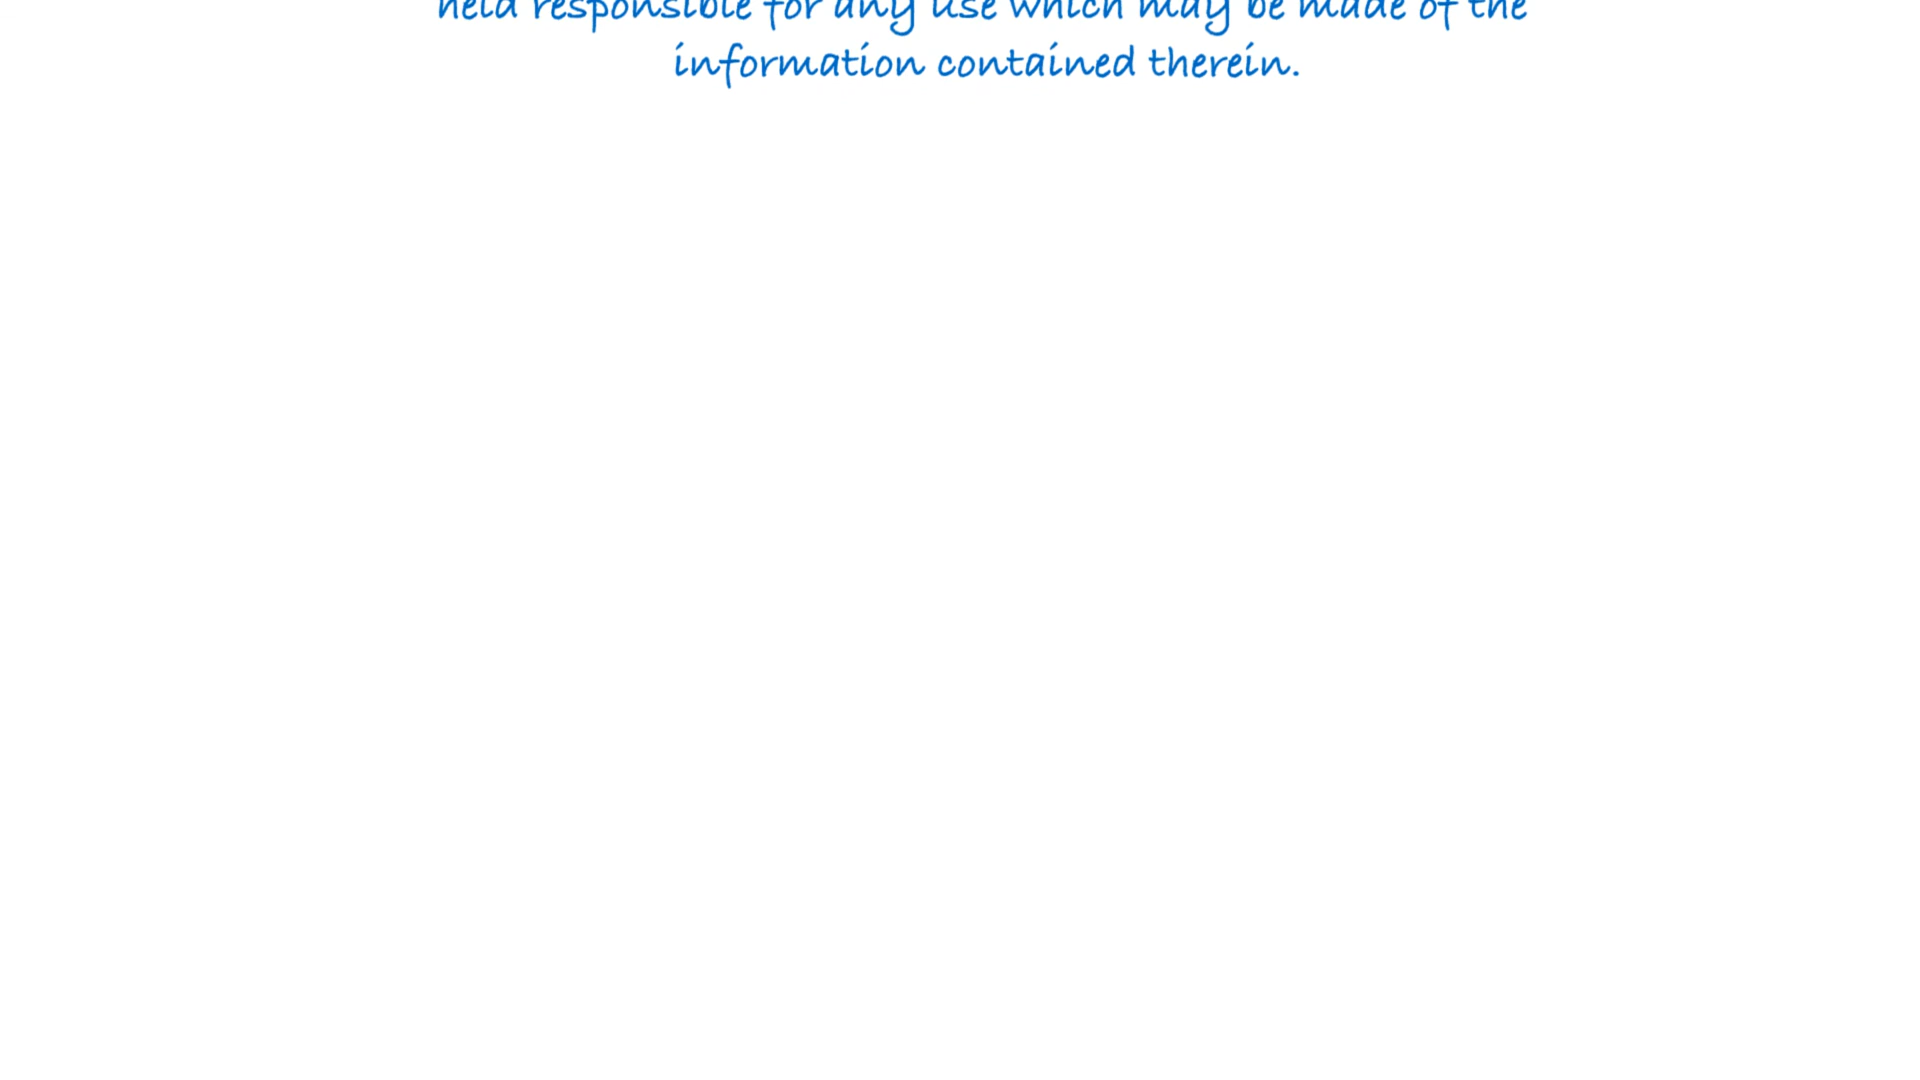 held responsible for any use which may be made of the
information contained therein.